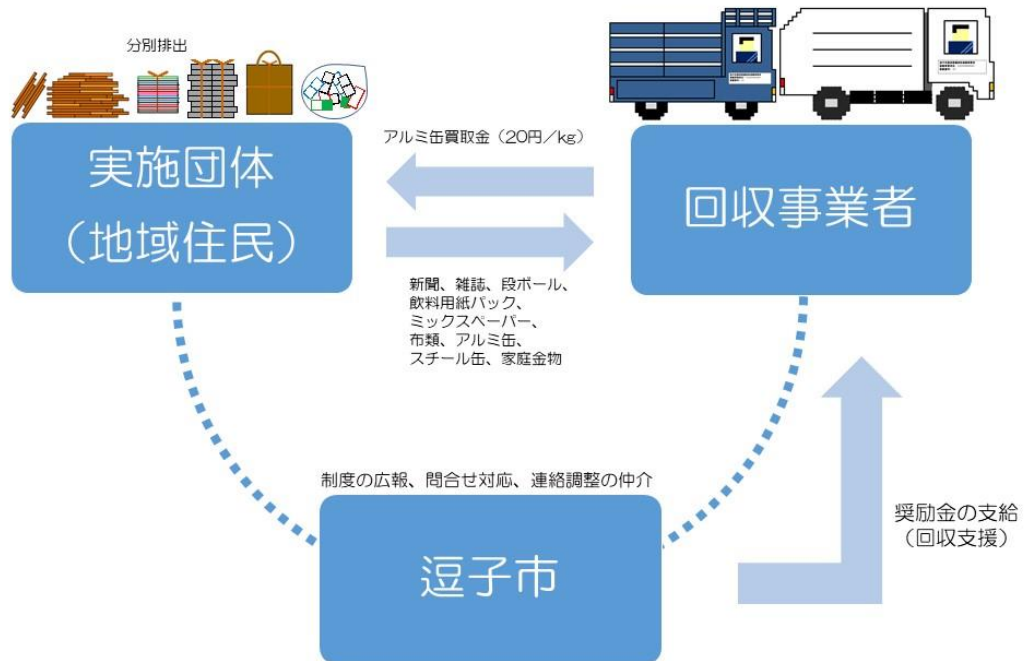 分別排出
実施団体
（地域住民）
アルミ缶買取金（20円／kg）
回収事業者
新聞、雑誌、段ボール、
飲料用紙パック、
ミックスペーパー、
布類、アルミ缶、
スチール缶、家庭金物
制度の広報、問合せ対応、連絡調整の仲介
逗子市
奨励金の支給
（回収支援）